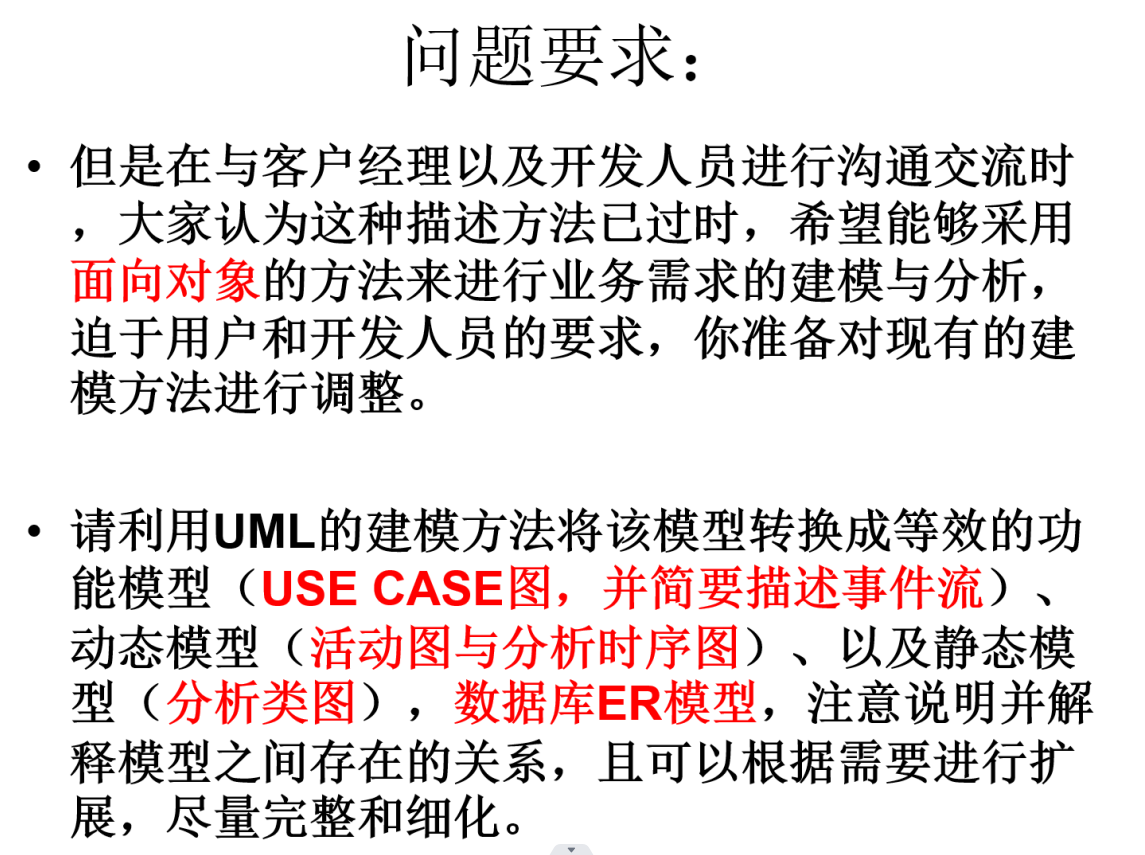 问题要求：
• 但是在与客户经理以及开发人员进行沟通交流时
，大家认为这种描述方法已过时，希望能够采用
面向对象的方法来进行业务需求的建模与分析，
迫于用户和开发人员的要求，你准备对现有的建
模方法进行调整。
• 请利用UML的建模方法将该模型转换成等效的功
能模型（USE CASE图，并简要描述事件流）、
动态模型（活动图与分析时序图）、以及静态模
型（分析类图），数据库ER模型，注意说明并解
释模型之间存在的关系，且可以根据需要进行扩
展，尽量完整和细化。